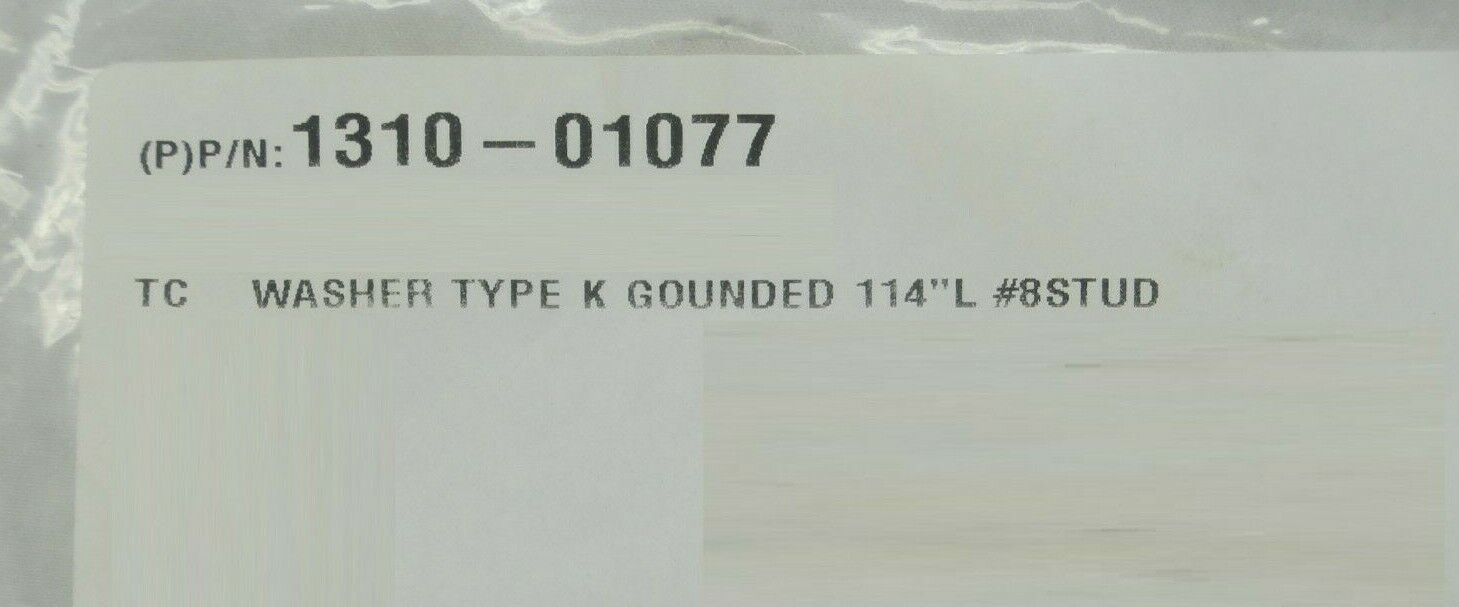 (P)P/N: 1310-01077
TC WASHER TYPE K GOUNDED 114"L #8STUD